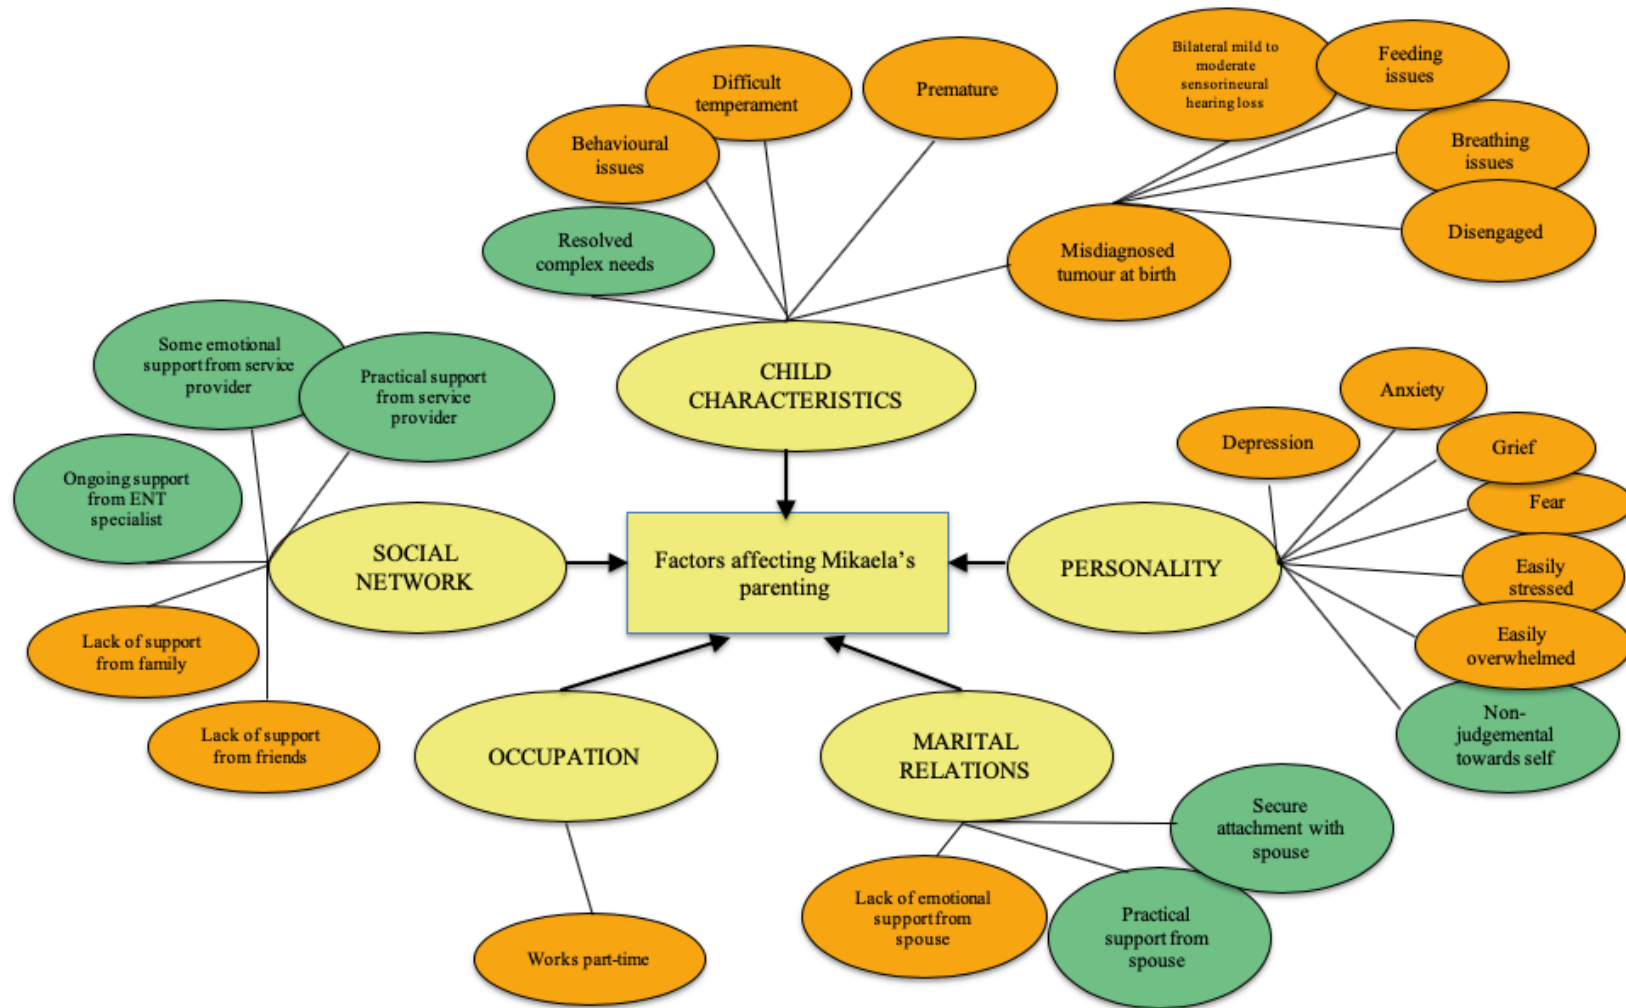 Bilateral mild to
moderate
sensorineural
hearing loss
Feeding
issues
Difficult
temperament
Premature
Behavioural
issues
Breathing
issues
Resolved
complex needs
Misdiagnosed
tumour at birth
Disengaged
Some emotional
support from service
provider
Practical support
from service
provider
CHILD
CHARACTERISTICS
Anxiety
Depression
Grief
Ongoing support
from ENT
specialist
Fear
SOCIAL
NETWORK
Factors affecting Mikaela's
parenting
PERSONALITY
Easily
stressed
Lack of support
from family
Easily
overwhelmed
Lack of support
from friends
OCCUPATION
MARITAL
RELATIONS
Non-
judgemental
towards self
Secure
attachment with
spouse
Lack of emotional
support from
spouse
Practical
support from
spouse
Works part-time